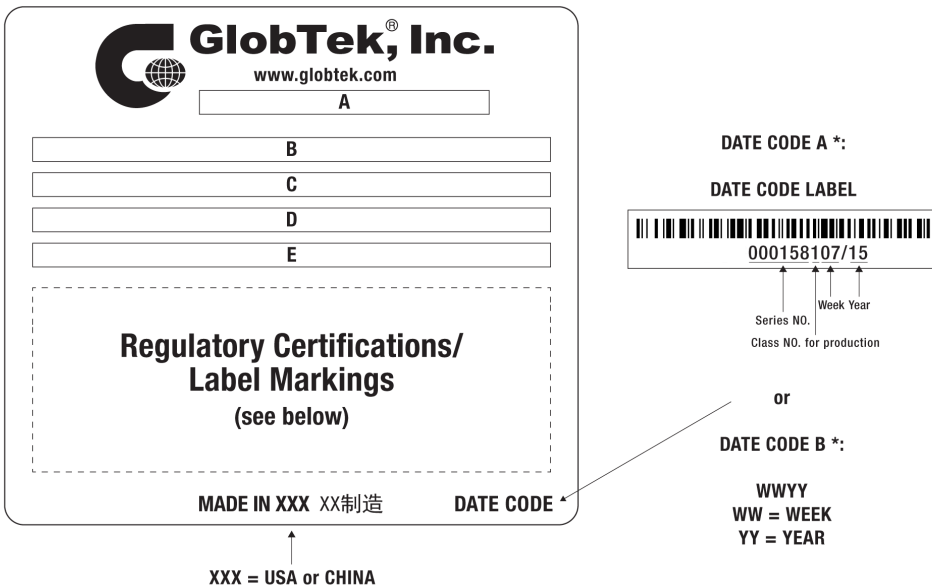 GlobTek, Inc.®
www.globtek.com
A
B
C
D
E
Regulatory Certifications/
Label Markings
(see below)
MADE IN XXX XX制造 DATE CODE
XXX = USA or CHINA
DATE CODE A *:
DATE CODE LABEL
000158107/15
Week Year
Series NO.
Class NO. for production
or
DATE CODE B *:
WWYY
WW = WEEK
YY = YEAR